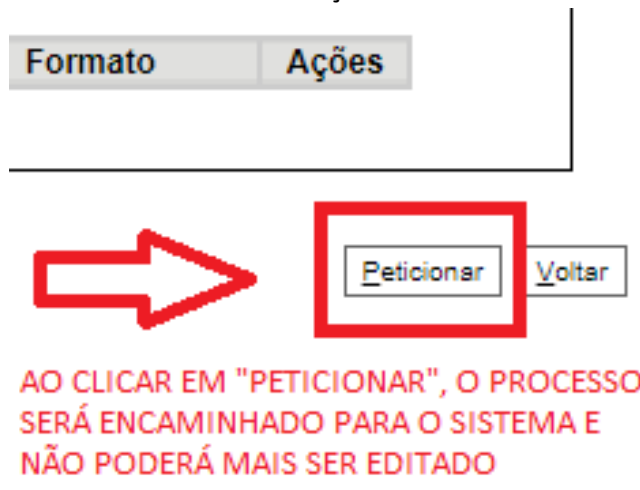 Formato Ações
Peticionar Voltar
AO CLICAR EM "PETICIONAR", O PROCESSO
SERÁ ENCAMINHADO PARA O SISTEMA E
NÃO PODERÁ MAIS SER EDITADO